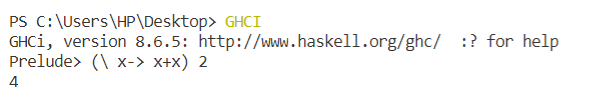 PS C:\Users\HP\Desktop> GHCI
GHCi, version 8.6.5: http://www.haskell.org/ghc/  :? for help
Prelude> (\ x-> x+x) 2
4